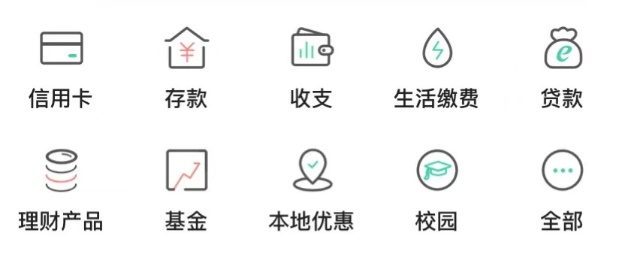 信用卡 存款 收支 生活缴费 贷款
理财产品 基金 本地优惠 校园 全部